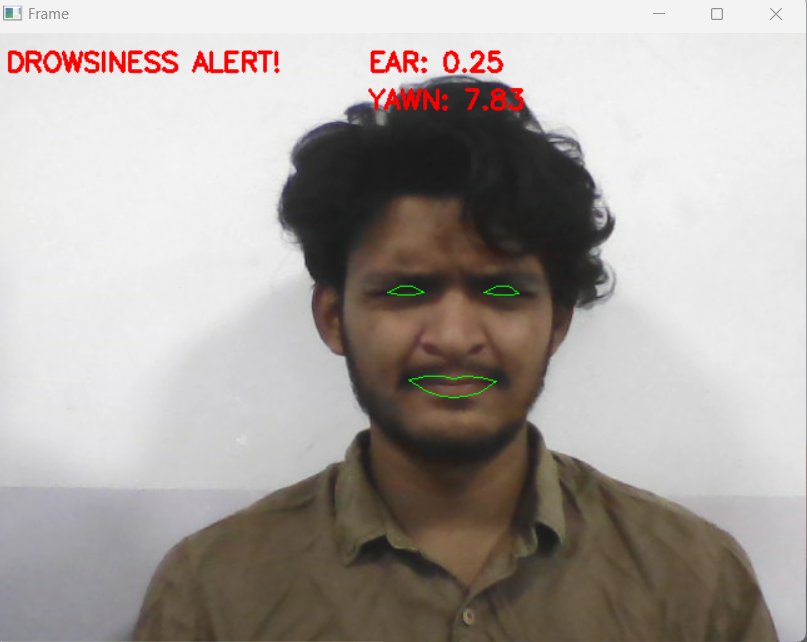 Frame
DROWSINESS ALERT!
EAR: 0.25
YAWN: 7.83